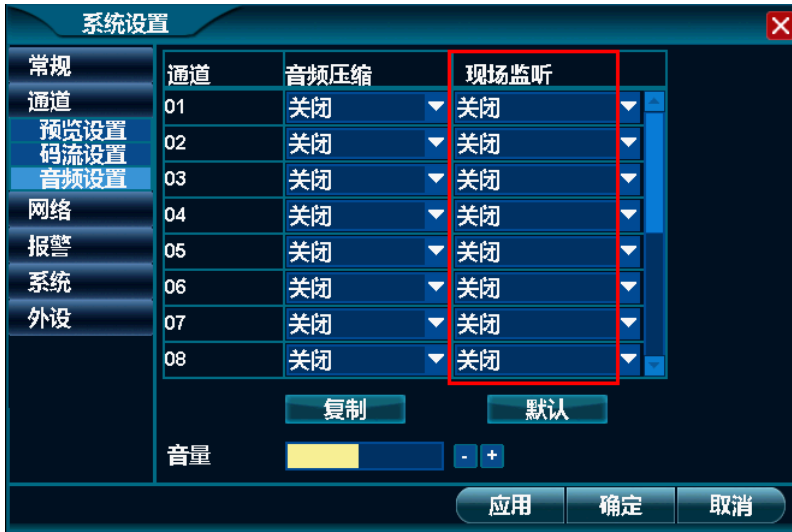 系统设置
常规
通道
预览设置
码流设置
音频设置
网络
报警
系统
外设
通道 音频压缩 现场监听
01 关闭 关闭
02 关闭 关闭
03 关闭 关闭
04 关闭 关闭
05 关闭 关闭
06 关闭 关闭
07 关闭 关闭
08 关闭 关闭
复制 默认
音量 - +
应用 确定 取消